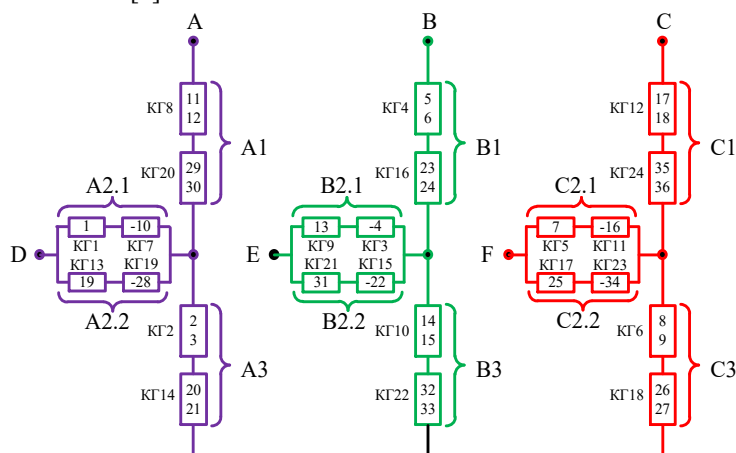 A B C
КГ8 11 12 КГ4 5 6 КГ12 17 18
A1 B1 C1
КГ20 29 30 КГ16 23 24 КГ24 35 36
A2.1 B2.1 C2.1
1 -10 13 -4 7 -16
КГ1 КГ7 КГ9 КГ3 КГ5 КГ11
D E F
КГ13 КГ19 КГ21 КГ15 КГ17 КГ23
19 -28 31 -22 25 -34
A2.2 B2.2 C2.2
КГ2 2 3 КГ10 14 15 КГ6 8 9
A3 B3 C3
КГ14 20 21 КГ22 32 33 КГ18 26 27